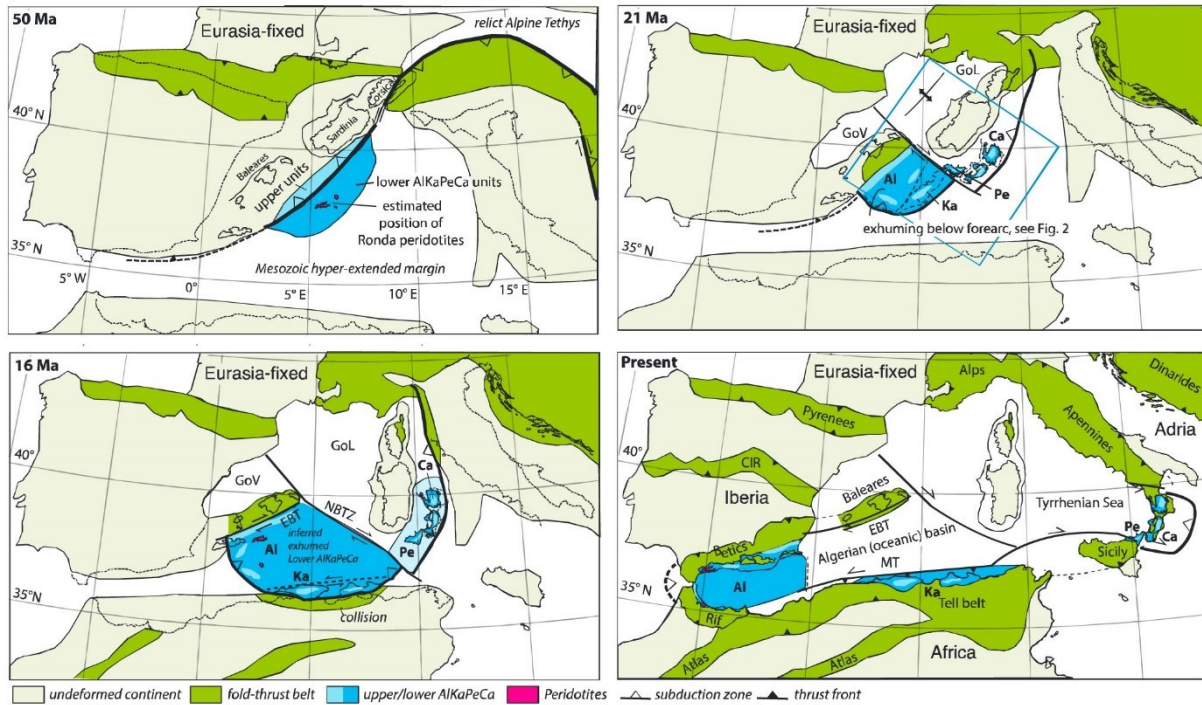 50 Ma
Eurasia-fixed
relict Alpine Tethys
40° N
Corsica
Sardinia
Baleares
upper units
lower AlKaPeCa units
estimated
position of
Ronda peridotites
35° N
Mesozoic hyper-extended margin
5° W
0°
5° E
10° E
15° E
21 Ma
Eurasia-fixed
GoL
40° N
GoV
Ca
Al
Pe
Ka
exhuming below forearc, see Fig. 2
35° N
16 Ma
Eurasia-fixed
GoL
40°
Ca
GoV
NBTZ
EBT
inferred
exhumed
Lower AlKaPeCa
Al
Pe
Ka
35° N
collision
Present
Eurasia-fixed
Alps
Dinarides
Pyrenees
Apennines
Adria
40°
CIR
Iberia
Baleares
Tyrrhenian Sea
EBT
Pe
Ca
Betics
Algerian (oceanic) basin
Sicily
MT
Al
35° N
Ka
Rif
Tell belt
Atlas
Atlas
Africa
undeformed continent
fold-thrust belt
upper/lower AlKaPeCa
Peridotites
subduction zone
thrust front